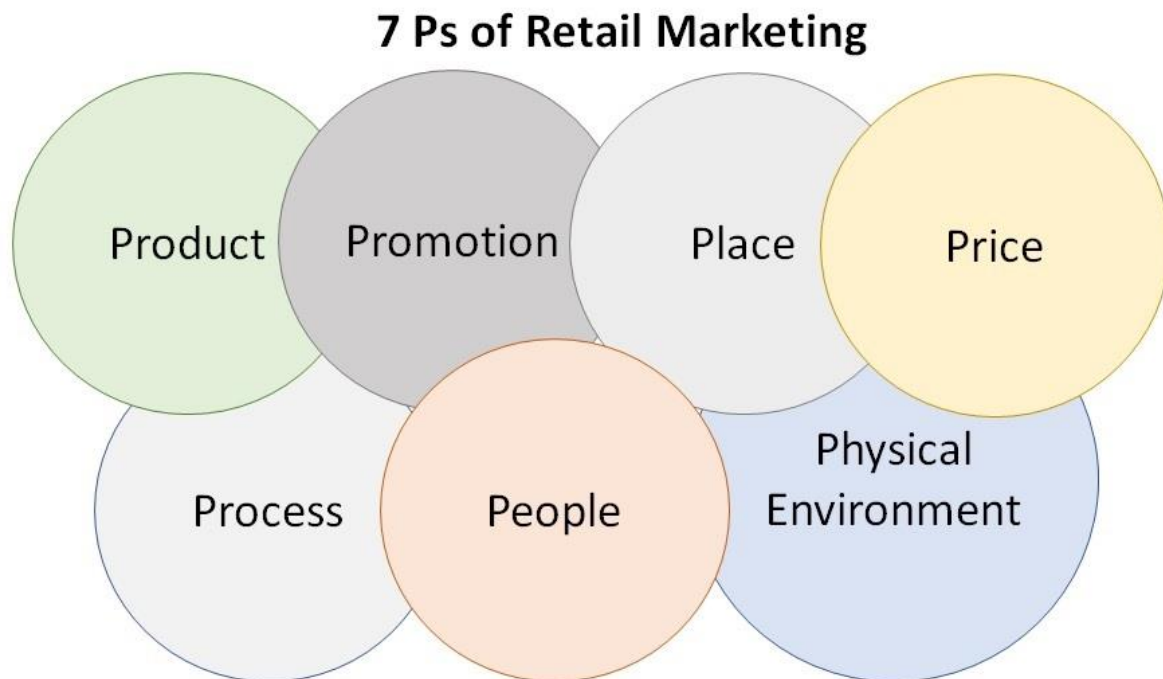 7 Ps of Retail Marketing
Product
Promotion
Place
Price
Process
People
Physical
Environment